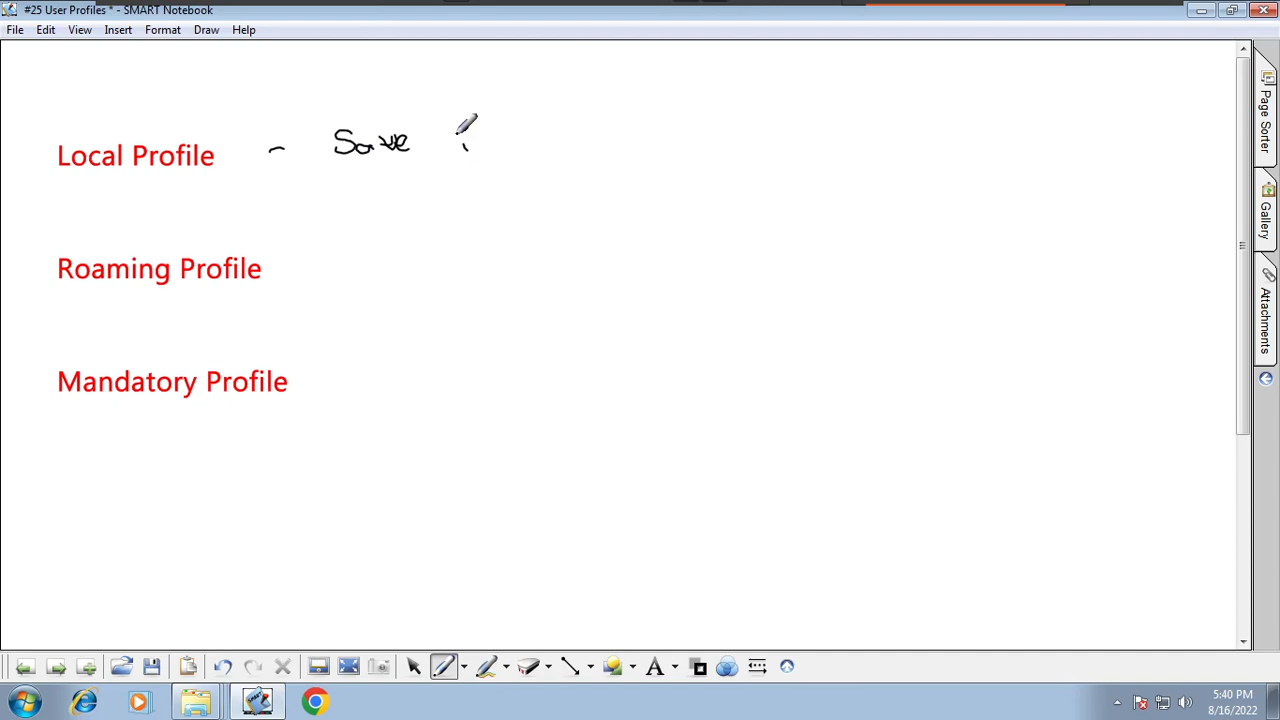 #25 User Profiles * - SMART Notebook
File Edit View Insert Format Draw Help
Local Profile - Save i
Roaming Profile
Mandatory Profile
Page Sorter
Gallery
Attachments
A
5:40 PM
8/16/2022